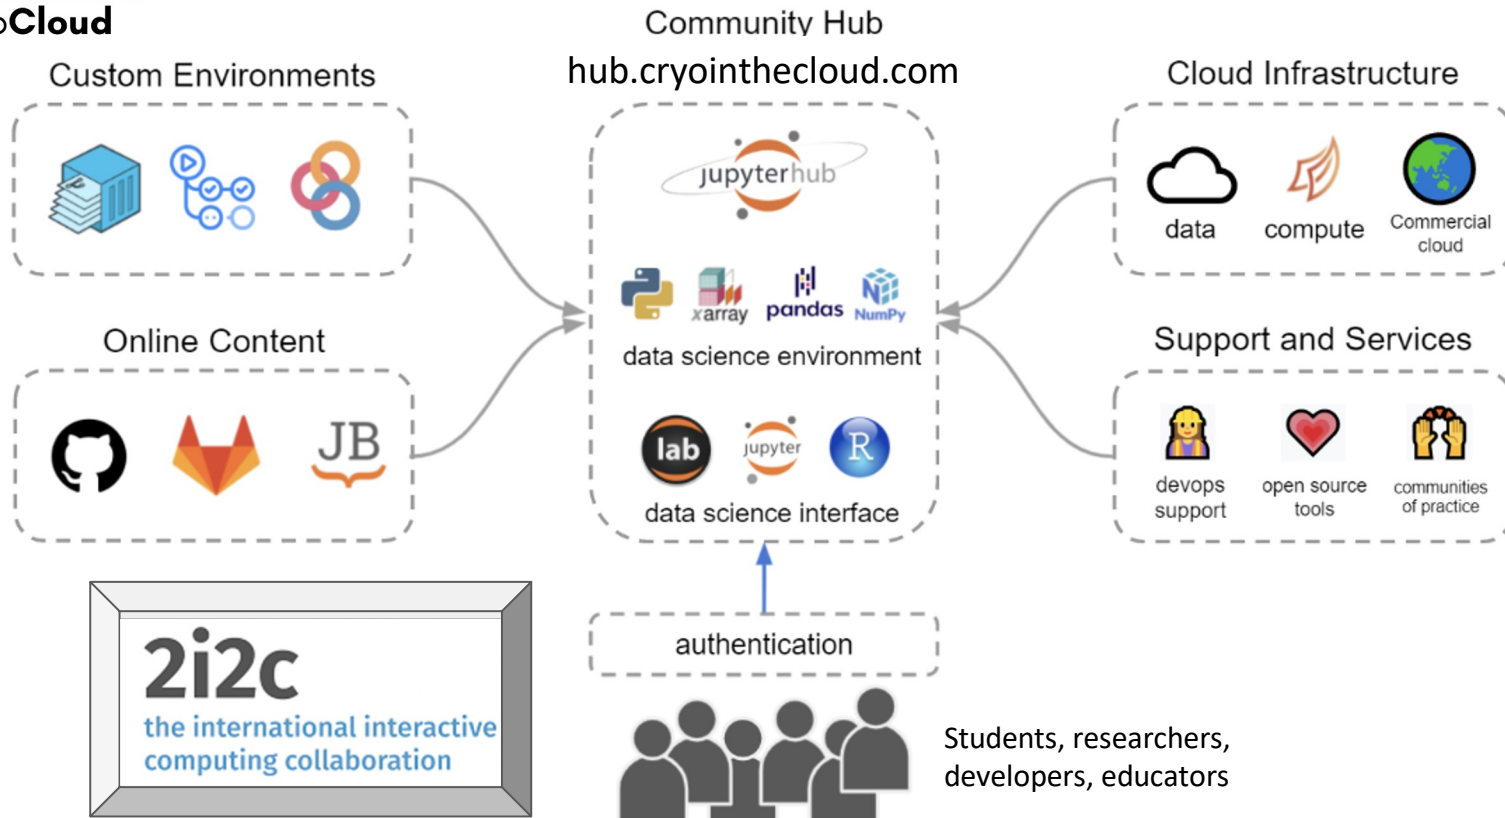 oCloud
Community Hub
hub.cryointhecloud.com
Custom Environments
Cloud Infrastructure
jupyterhub
data
compute
Commercial
cloud
xarray
pandas
NumPy
data science environment
Online Content
Support and Services
JB
lab
jupyter
R
data science interface
devops
support
open source
tools
communities
of practice
authentication
2i2c
the international interactive
computing collaboration
Students, researchers,
developers, educators